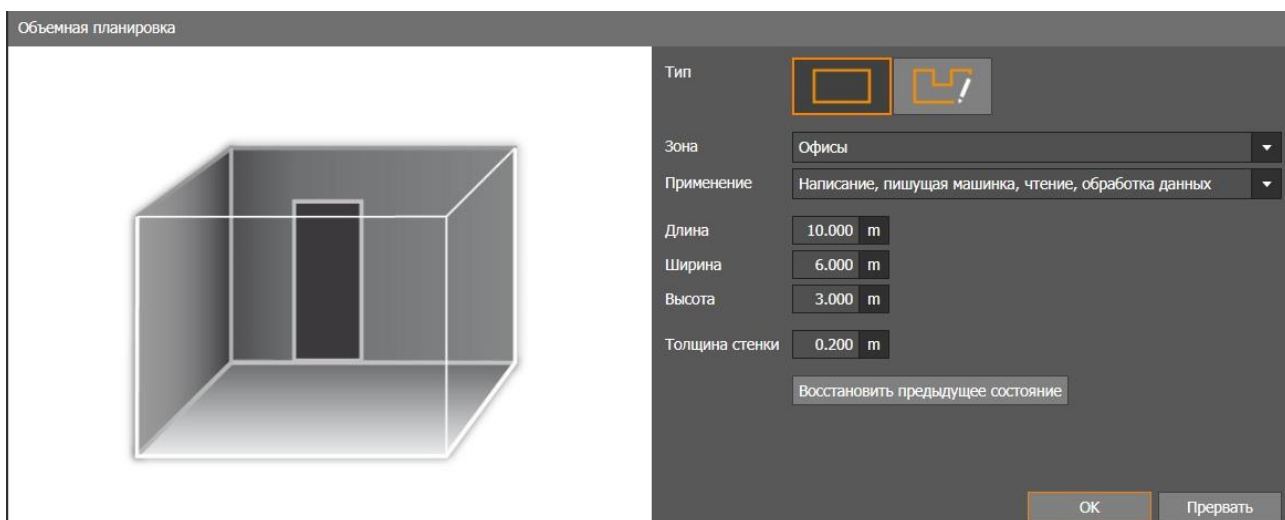 Объемная планировка
Тип
Зона Офисы
Применение Написание, пишущая машинка, чтение, обработка данных
Длина 10.000 m
Ширина 6.000 m
Высота 3.000 m
Толщина стенки 0.200 m
Восстановить предыдущее состояние
OK Прервать